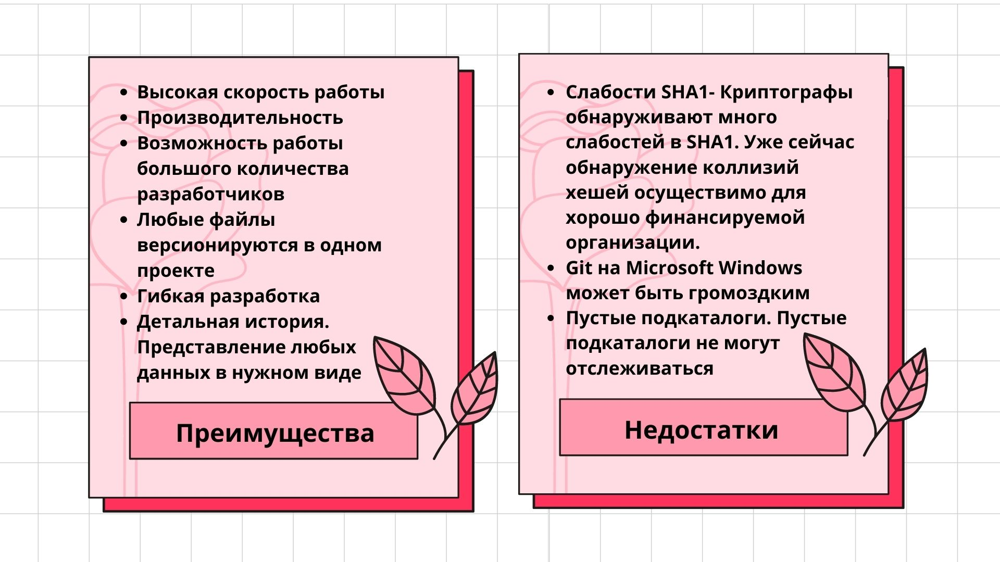 • Высокая скорость работы
• Производительность
• Возможность работы
большого количества
разработчиков
• Любые файлы
версионируются в одном
проекте
• Гибкая разработка
• Детальная история.
Представление любых
данных в нужном виде
Преимущества
• Слабости SHA1- Криптографы
обнаруживают много
слабостей в SHA1. Уже сейчас
обнаружение коллизий
хешей осуществимо для
хорошо финансируемой
организации.
• Git на Microsoft Windows
может быть громоздким
• Пустые подкаталоги. Пустые
подкаталоги не могут
отслеживаться
Недостатки